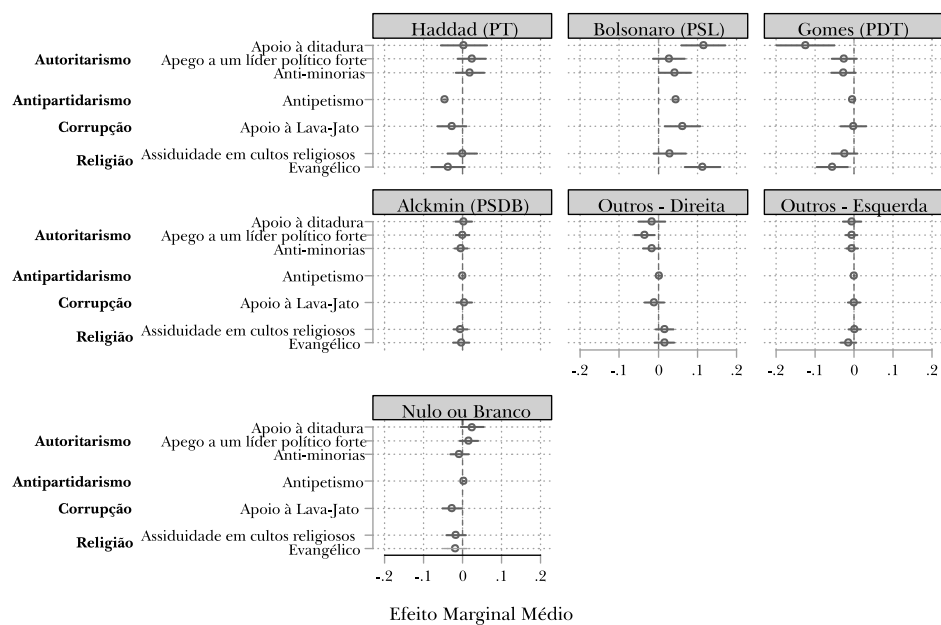 Haddad (PT) Bolsonaro (PSL) Gomes (PDT)
Apoio à ditadura
Autoritarismo Apego a um líder político forte
Anti-minorias
Antipartidarismo Antipetismo
Corrupção Apoio à Lava-Jato
Religião Assiduidade em cultos religiosos
Evangélico
Alckmin (PSDB) Outros - Direita Outros - Esquerda
Apoio à ditadura
Autoritarismo Apego a um líder político forte
Anti-minorias
Antipartidarismo Antipetismo
Corrupção Apoio à Lava-Jato
Religião Assiduidade em cultos religiosos
Evangélico
-.2 -.1 0 .1 .2 -.2 -.1 0 .1 .2
Nulo ou Branco
Apoio à ditadura
Autoritarismo Apego a um líder político forte
Anti-minorias
Antipartidarismo Antipetismo
Corrupção Apoio à Lava-Jato
Religião Assiduidade em cultos religiosos
Evangélico
-.2 -.1 0 .1 .2
Efeito Marginal Médio